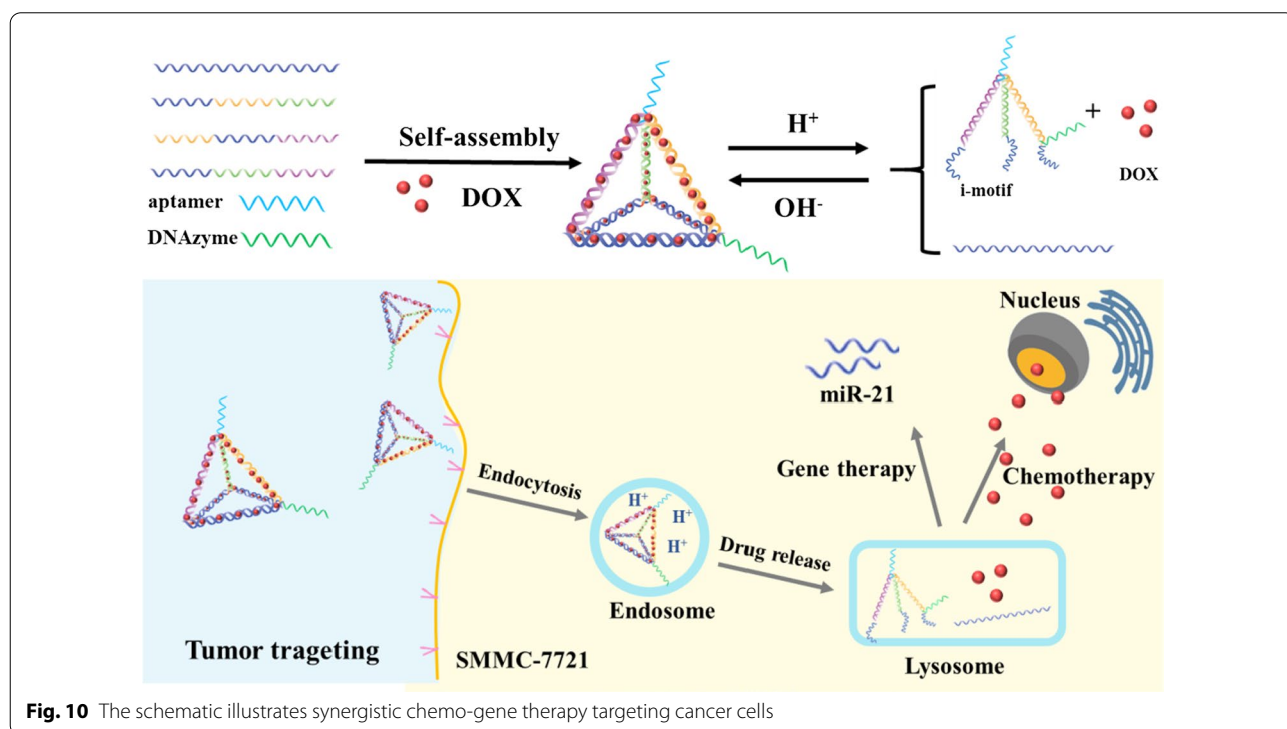 Self-assembly
DOX
aptamer
DNAzyme
H⁺
OH⁻
+
DOX
i-motif
Nucleus
miR-21
Gene therapy
Chemotherapy
Endocytosis
H⁺
H⁺
H⁺
Drug release
Endosome
Tumor trageting
SMMC-7721
Lysosome
Fig. 10 The schematic illustrates synergistic chemo-gene therapy targeting cancer cells